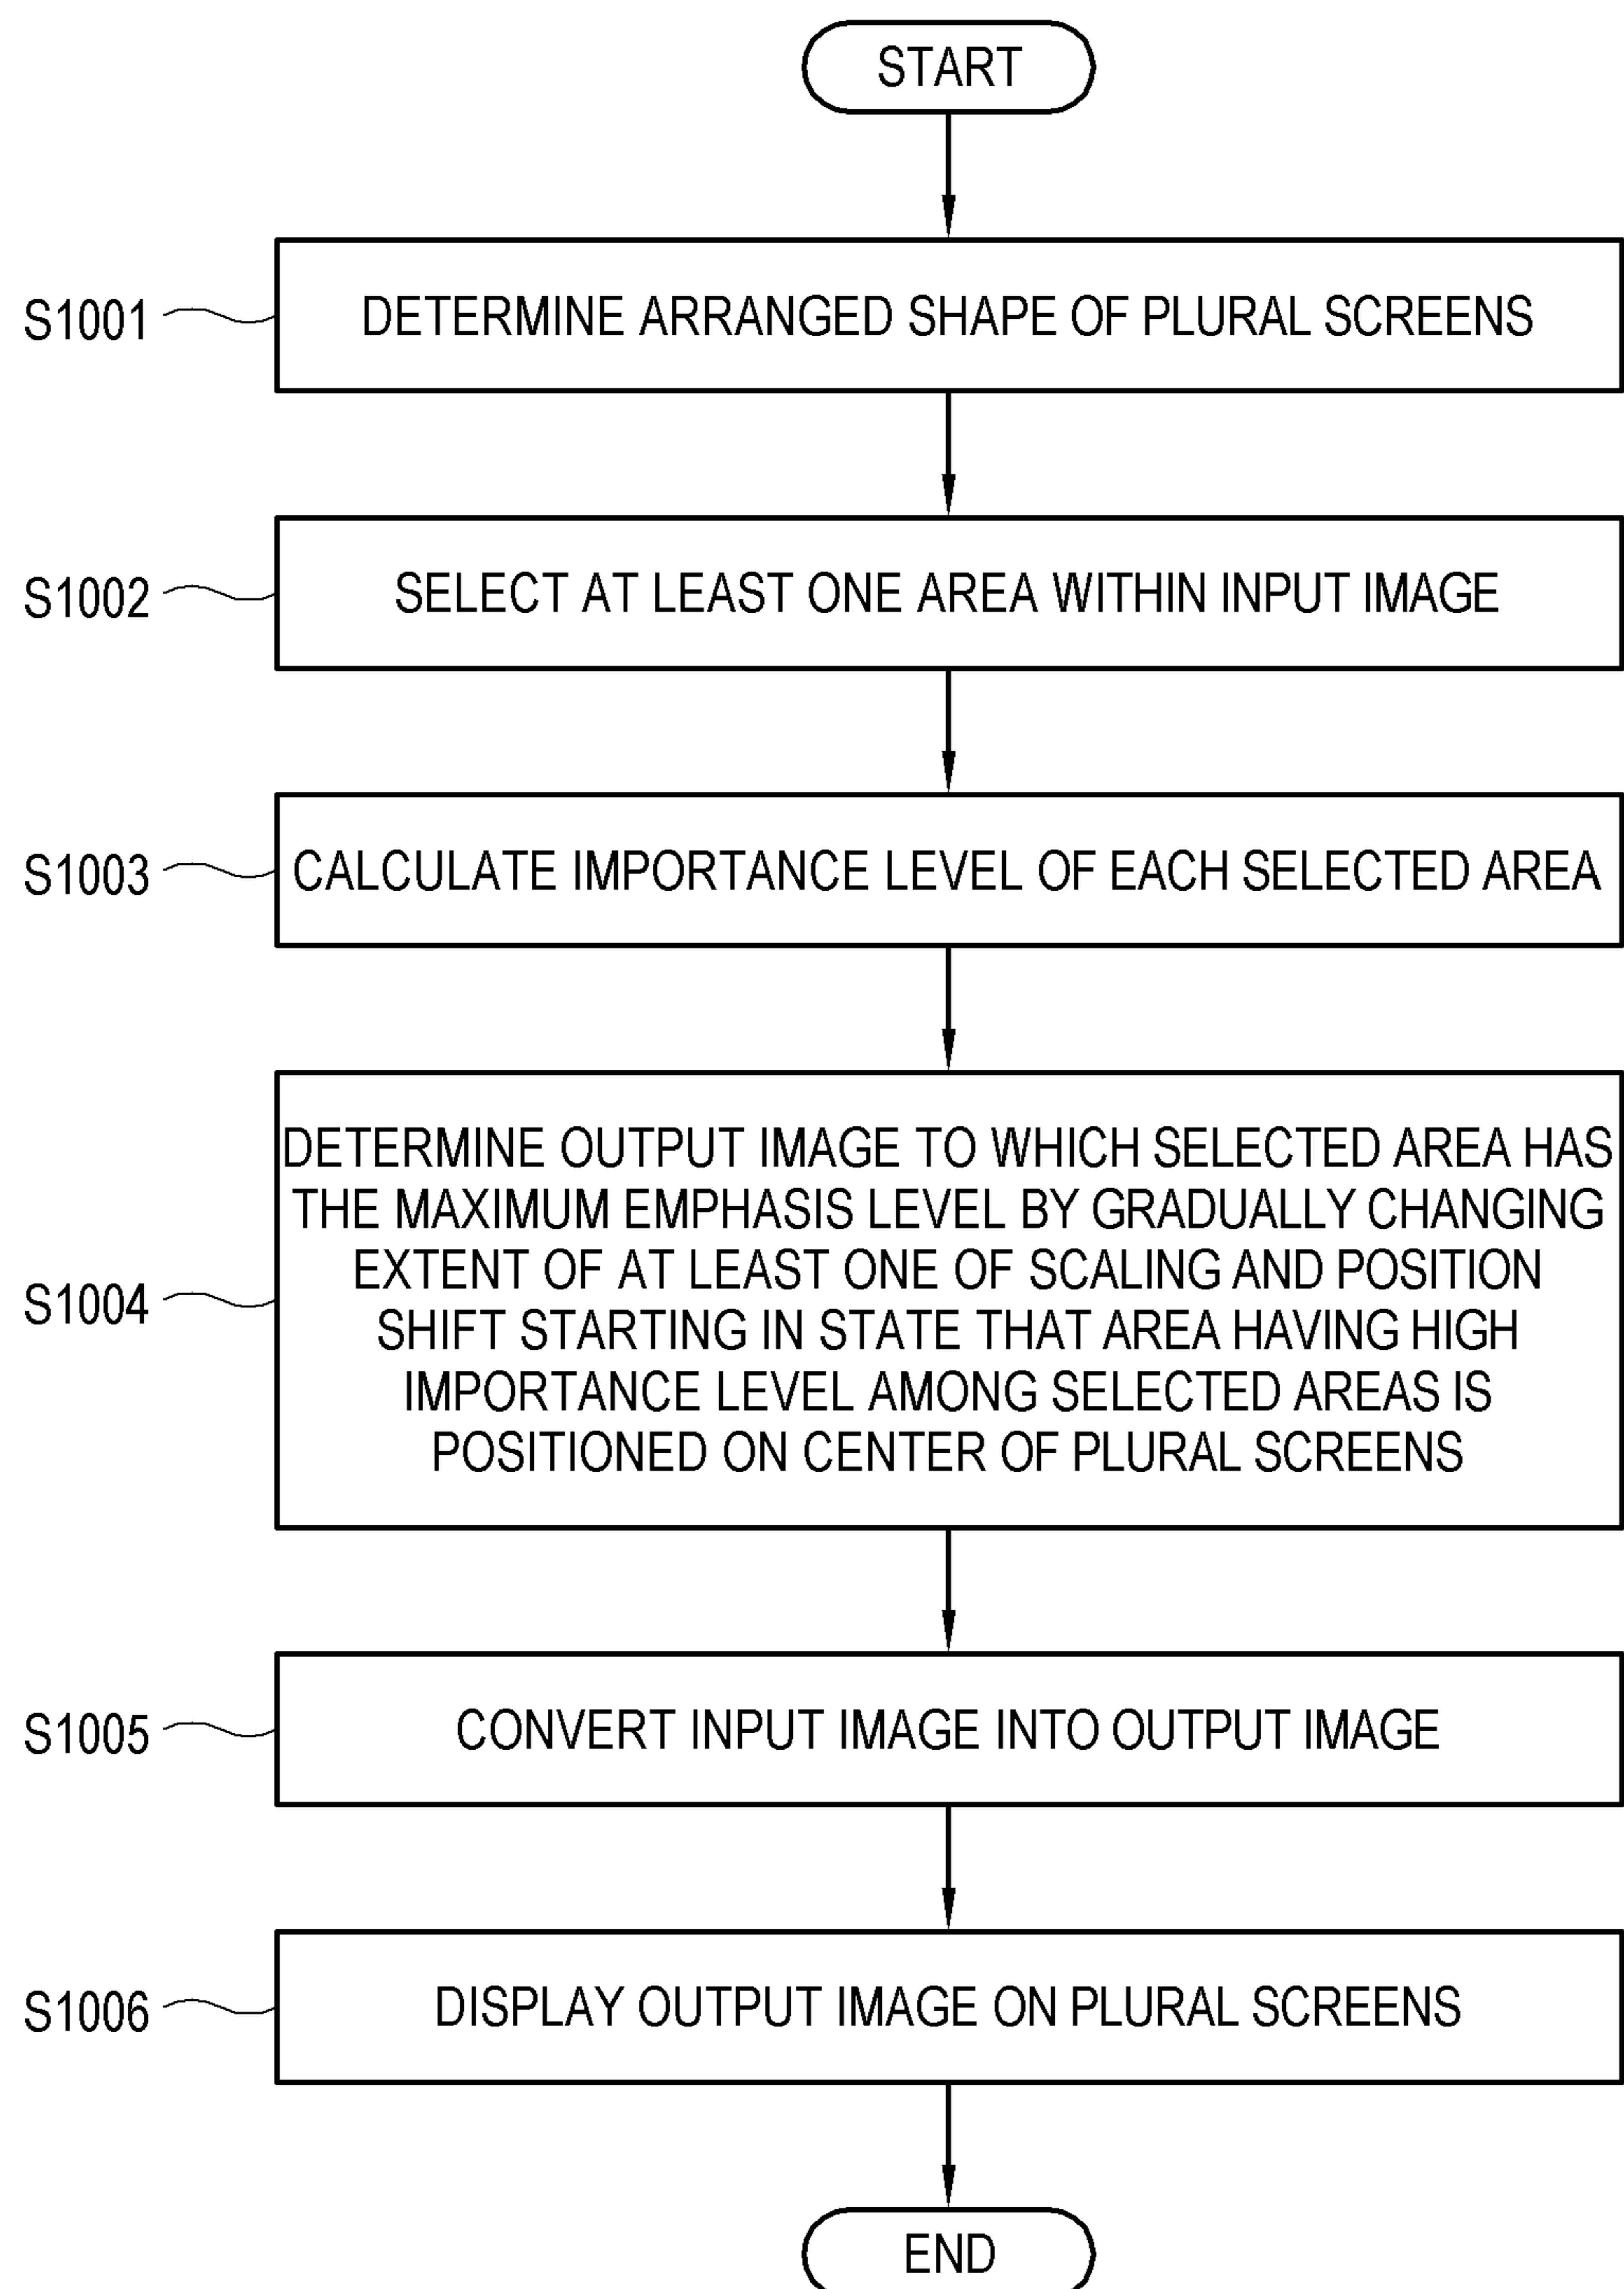 START
S1001
DETERMINE ARRANGED SHAPE OF PLURAL SCREENS
S1002
SELECT AT LEAST ONE AREA WITHIN INPUT IMAGE
S1003
CALCULATE IMPORTANCE LEVEL OF EACH SELECTED AREA
S1004
DETERMINE OUTPUT IMAGE TO WHICH SELECTED AREA HAS
THE MAXIMUM EMPHASIS LEVEL BY GRADUALLY CHANGING
EXTENT OF AT LEAST ONE OF SCALING AND POSITION
SHIFT STARTING IN STATE THAT AREA HAVING HIGH
IMPORTANCE LEVEL AMONG SELECTED AREAS IS
POSITIONED ON CENTER OF PLURAL SCREENS
S1005
CONVERT INPUT IMAGE INTO OUTPUT IMAGE
S1006
DISPLAY OUTPUT IMAGE ON PLURAL SCREENS
END